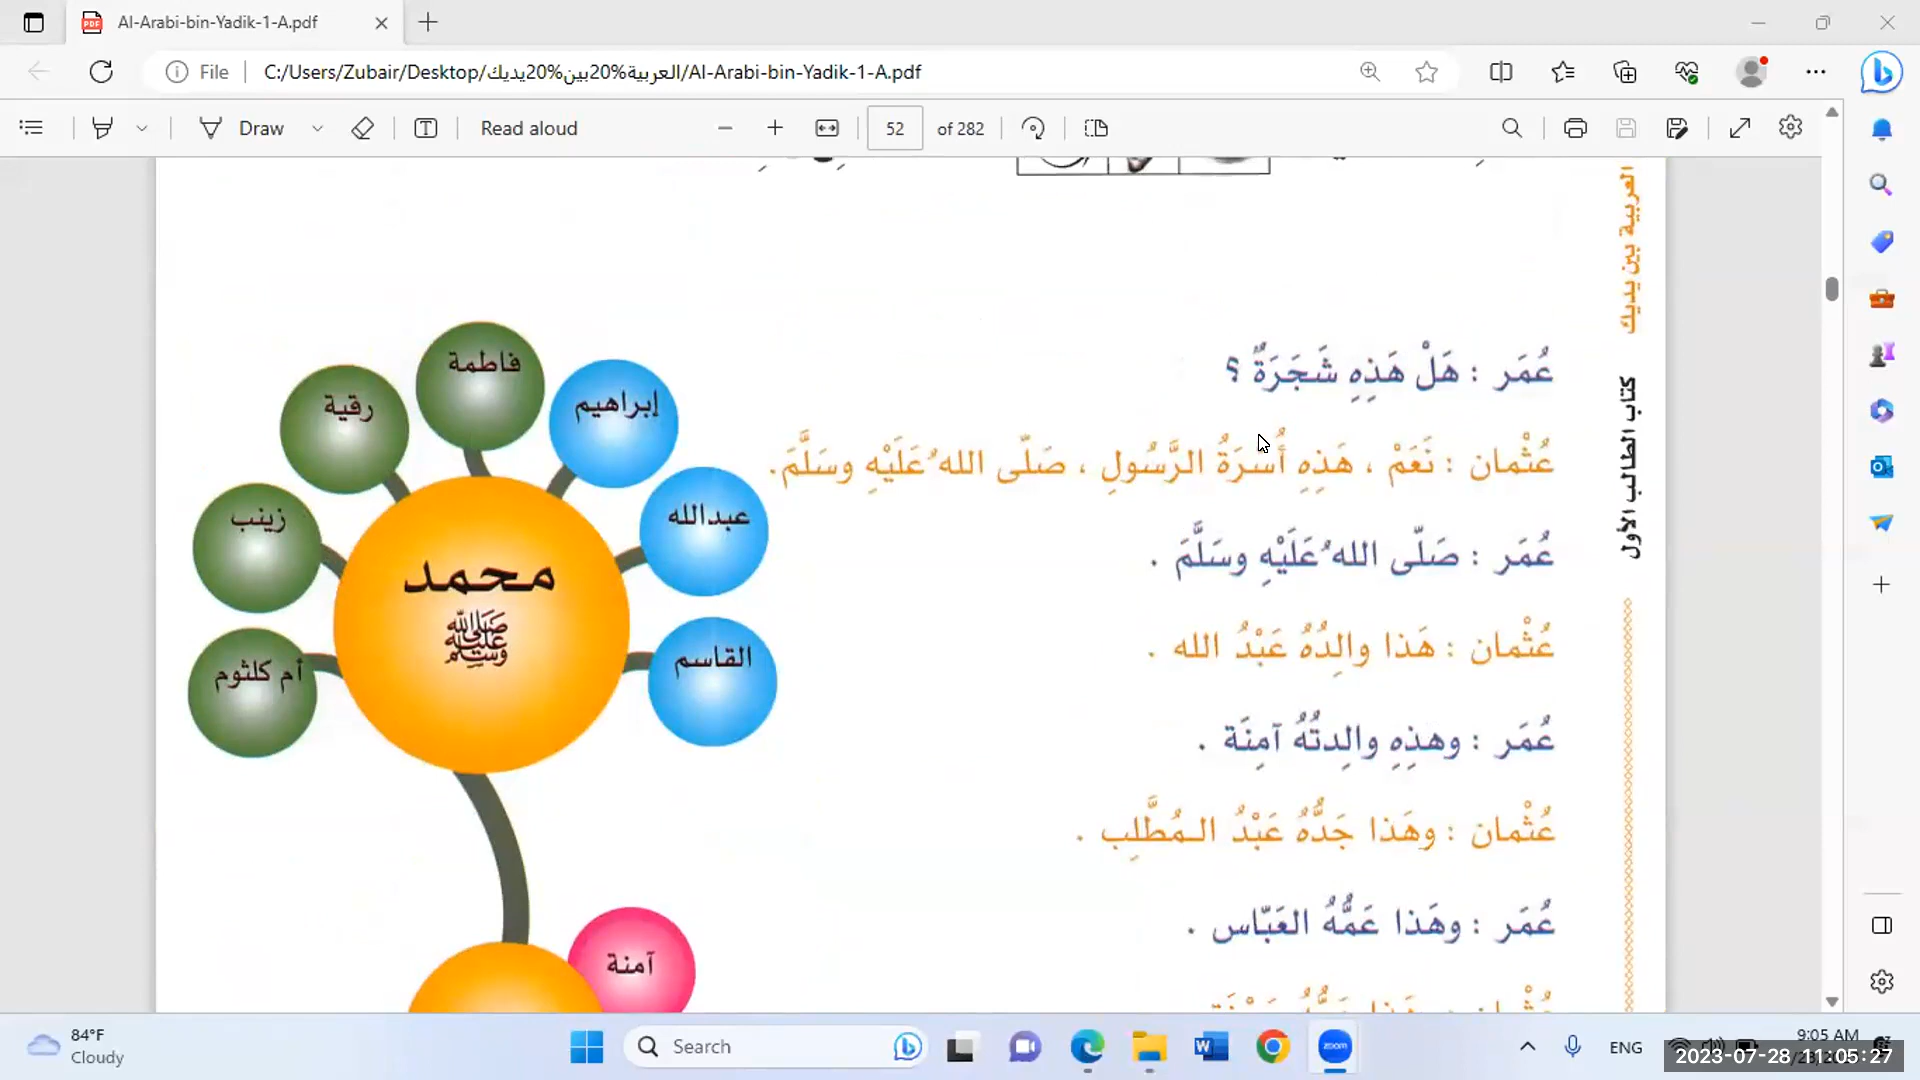 Al-Arabi-bin-Yadik-1-A.pdf
File
C:/Users/Zubair/Desktop/العربية%20بين%20يديك/Al-Arabi-bin-Yadik-1-A.pdf
Draw
Read aloud
52
of 282
العربية بين يديك
كتاب الطالب الأول
عُمَر : هَلْ هَذِهِ شَجَرَةٌ ؟
عُثْمان : نَعَمْ ، هَذِهِ أُسْرَةُ الرَّسُولِ ، صَلّى اللهُ عَلَيْهِ وسَلَّمَ.
عُمَر : صَلّى اللهُ عَلَيْهِ وسَلَّمَ .
عُثْمان : هَذا والِدُهُ عَبْدُ الله .
عُمَر : وهذِهِ والِدتُهُ آمِنَة .
عُثْمان : وهَذا جَدُّهُ عَبْدُ الـمُطَّلِب .
عُمَر : وهَذا عَمُّهُ العَبّاس .
فاطمة
رقية
إبراهيم
زينب
عبدالله
محمد
صلى الله عليه وسلم
أم كلثوم
القاسم
آمنة
84°F
Cloudy
Search
zoom
ENG
9:05 AM
2023-07-28 11:05:27